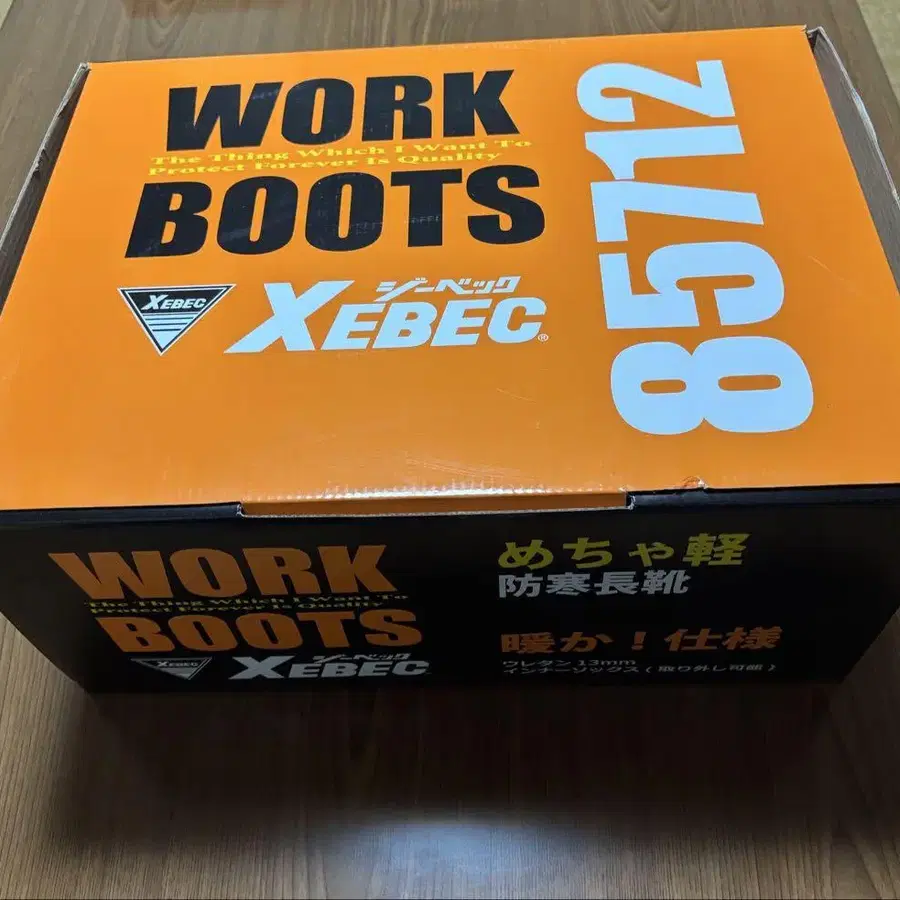 WORK
The Thing Which I Want To
Protect Forever Is Quality
BOOTS
XEBEC
ジーベック
XEBEC®
85712
WORK
The Thing Which I Want To
Protect Forever Is Quality
BOOTS
XEBEC
ジーベック
XEBEC
めちゃ軽
防寒長靴
暖か！仕様
ウレタン13mm
インナーソックス(取り外し可能)